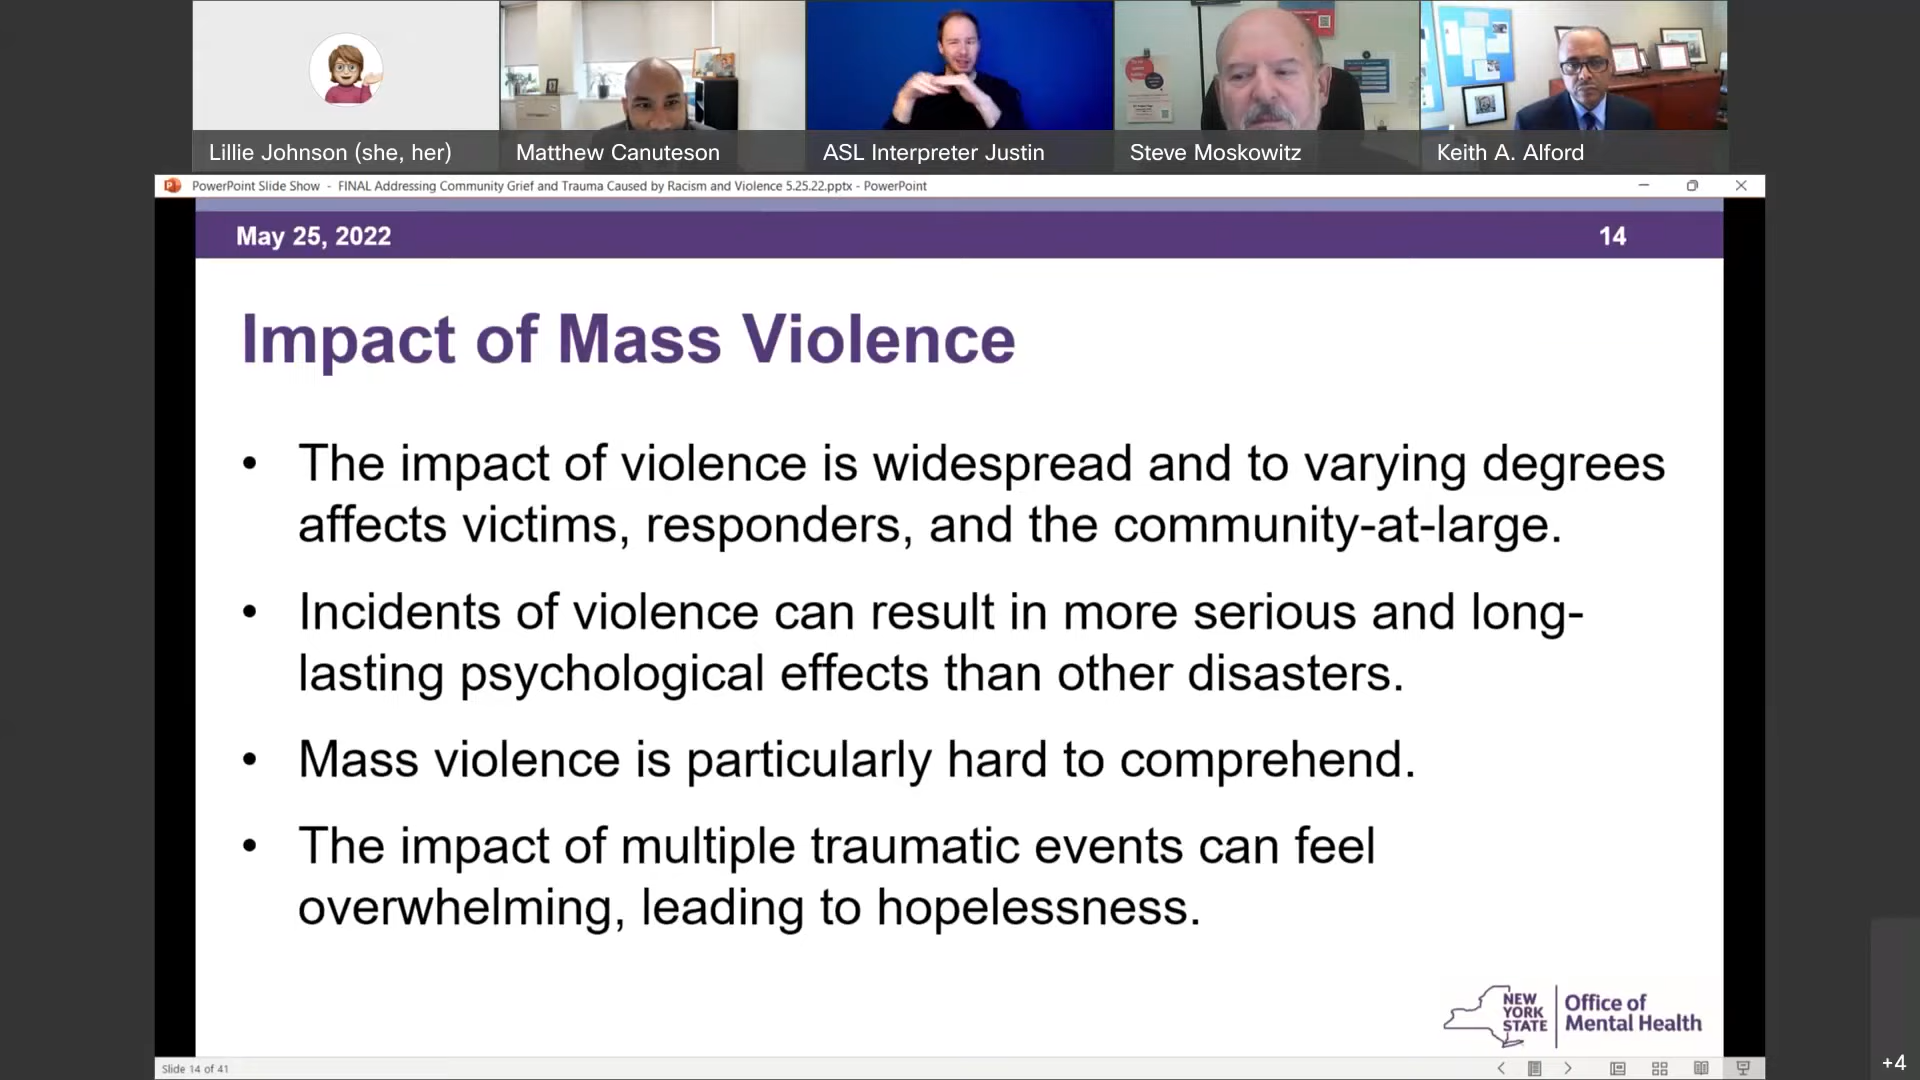 Lillie Johnson (she, her)
Matthew Canuteson
ASL Interpreter Justin
Steve Moskowitz
Keith A. Alford
PowerPoint Slide Show - FINAL Addressing Community Grief and Trauma Caused by Racism and Violence 5.25.22.pptx - PowerPoint
May 25, 2022
14
Impact of Mass Violence
• The impact of violence is widespread and to varying degrees
affects victims, responders, and the community-at-large.
• Incidents of violence can result in more serious and long-
lasting psychological effects than other disasters.
• Mass violence is particularly hard to comprehend.
• The impact of multiple traumatic events can feel
overwhelming, leading to hopelessness.
NEW
YORK
STATE
Office of
Mental Health
Slide 14 of 41
+4